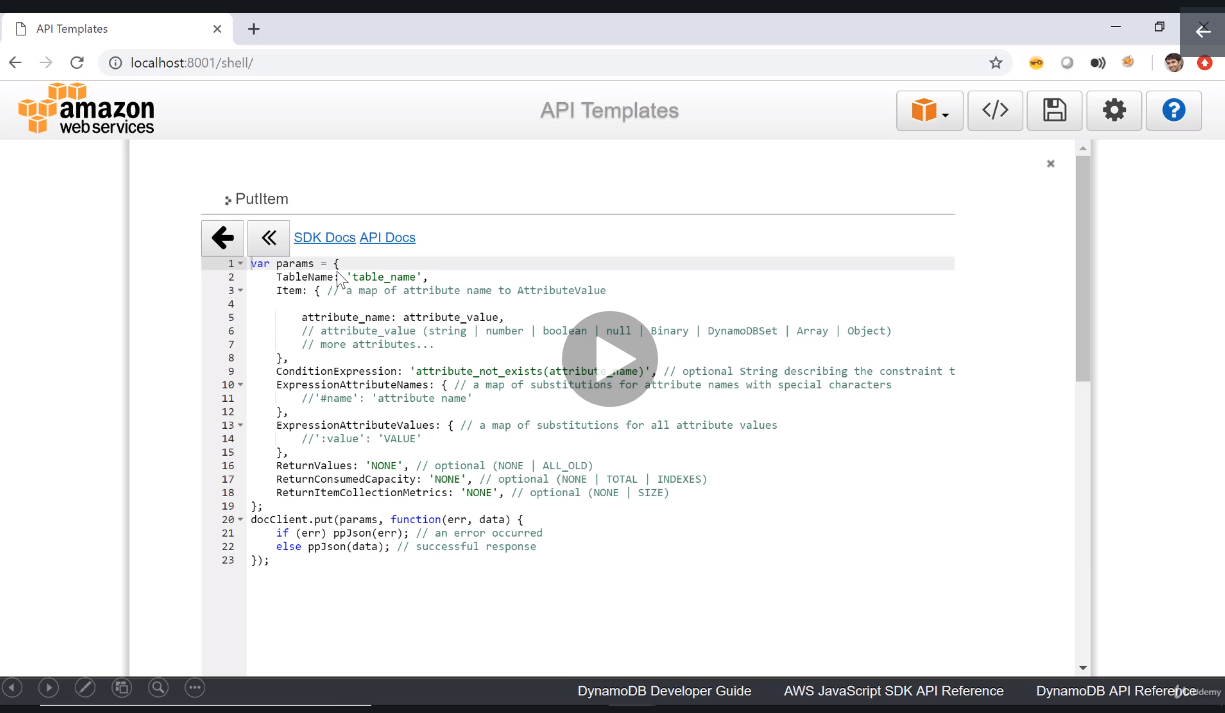 API Templates
localhost:8001/shell/
amazon
web services
API Templates
PutItem
SDK Docs API Docs
1 var params = {
2 TableName: 'table_name',
3 Item: { // a map of attribute name to AttributeValue
4
5 attribute_name: attribute_value,
6 // attribute_value (string | number | boolean | null | Binary | DynamoDBSet | Array | Object)
7 // more attributes...
8 },
9 ConditionExpression: 'attribute_not_exists(attribute_name)', // optional String describing the constraint t
10 ExpressionAttributeNames: { // a map of substitutions for attribute names with special characters
11 //'#name': 'attribute name'
12 },
13 ExpressionAttributeValues: { // a map of substitutions for all attribute values
14 //':value': 'VALUE'
15 },
16 ReturnValues: 'NONE', // optional (NONE | ALL_OLD)
17 ReturnConsumedCapacity: 'NONE', // optional (NONE | TOTAL | INDEXES)
18 ReturnItemCollectionMetrics: 'NONE', // optional (NONE | SIZE)
19 };
20 docClient.put(params, function(err, data) {
21 if (err) ppJson(err); // an error occurred
22 else ppJson(data); // successful response
23 });
DynamoDB Developer Guide AWS JavaScript SDK API Reference DynamoDB API Reference